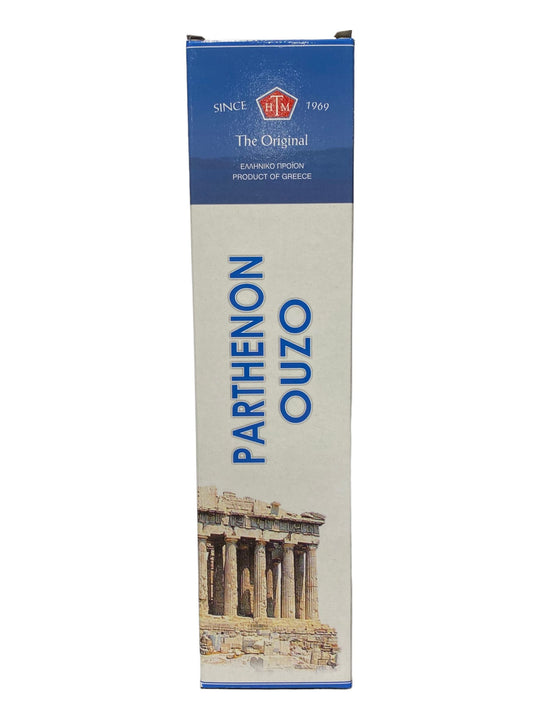 SINCE HTM 1969
The Original
ΕΛΛΗΝΙΚΟ ΠΡΟΪΟΝ
PRODUCT OF GREECE
PARTHENON
OUZO